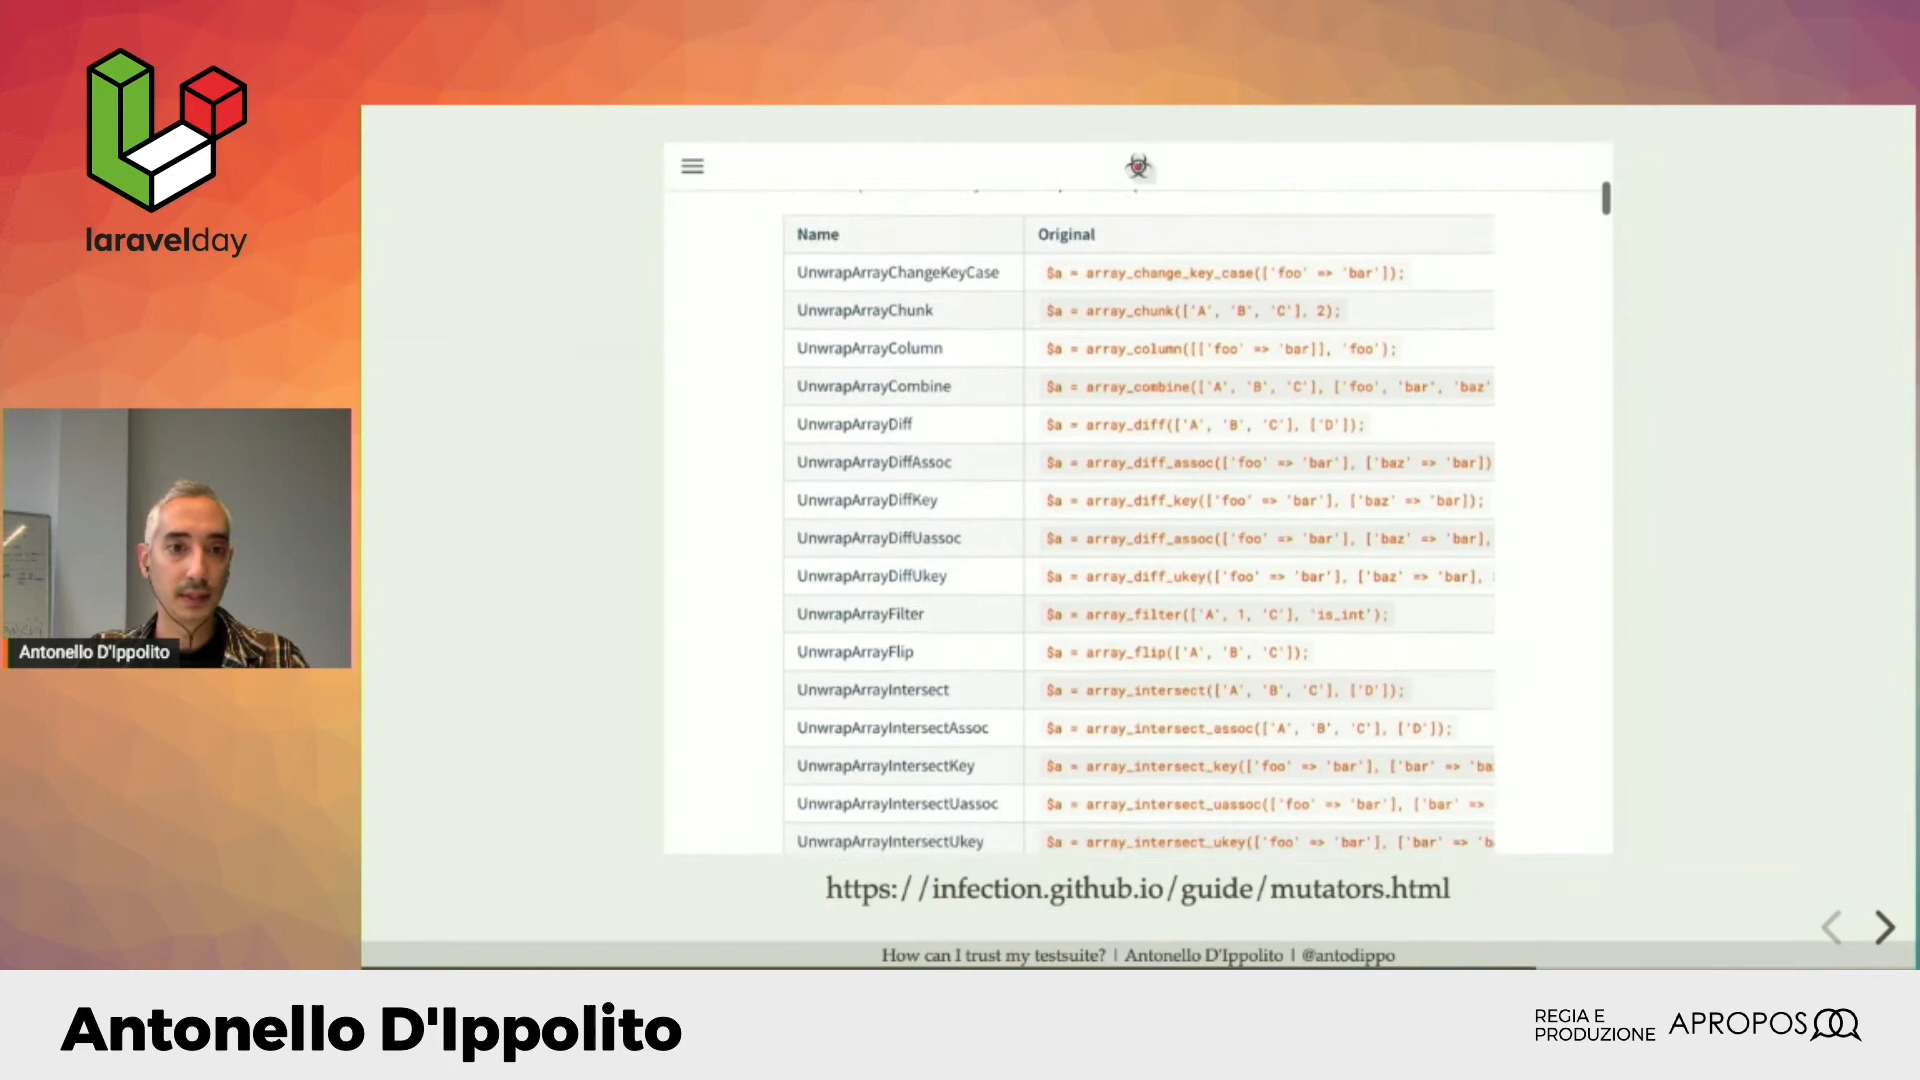 laravelday
Name Original
UnwrapArrayChangeKeyCase $a = array_change_key_case(['foo' => 'bar']);
UnwrapArrayChunk $a = array_chunk(['A', 'B', 'C'], 2);
UnwrapArrayColumn $a = array_column([['foo' => 'bar]], 'foo');
UnwrapArrayCombine $a = array_combine(['A', 'B', 'C'], ['foo', 'bar', 'baz'
UnwrapArrayDiff $a = array_diff(['A', 'B', 'C'], ['D']);
UnwrapArrayDiffAssoc $a = array_diff_assoc(['foo' => 'bar'], ['baz' => 'bar])
UnwrapArrayDiffKey $a = array_diff_key(['foo' => 'bar'], ['baz' => 'bar]);
UnwrapArrayDiffUassoc $a = array_diff_assoc(['foo' => 'bar'], ['baz' => 'bar],
UnwrapArrayDiffUkey $a = array_diff_ukey(['foo' => 'bar'], ['baz' => 'bar],
UnwrapArrayFilter $a = array_filter(['A', 1, 'C'], 'is_int');
UnwrapArrayFlip $a = array_flip(['A', 'B', 'C']);
UnwrapArrayIntersect $a = array_intersect(['A', 'B', 'C'], ['D']);
UnwrapArrayIntersectAssoc $a = array_intersect_assoc(['A', 'B', 'C'], ['D']);
UnwrapArrayIntersectKey $a = array_intersect_key(['foo' => 'bar'], ['bar' => 'ba
UnwrapArrayIntersectUassoc $a = array_intersect_uassoc(['foo' => 'bar'], ['bar' =>
UnwrapArrayIntersectUkey $a = array_intersect_ukey(['foo' => 'bar'], ['bar' => 'b
https://infection.github.io/guide/mutators.html
How can I trust my testsuite? | Antonello D'Ippolito | @antodippo
Antonello D'Ippolito
Antonello D'Ippolito
REGIA E
PRODUZIONE
APROPOS